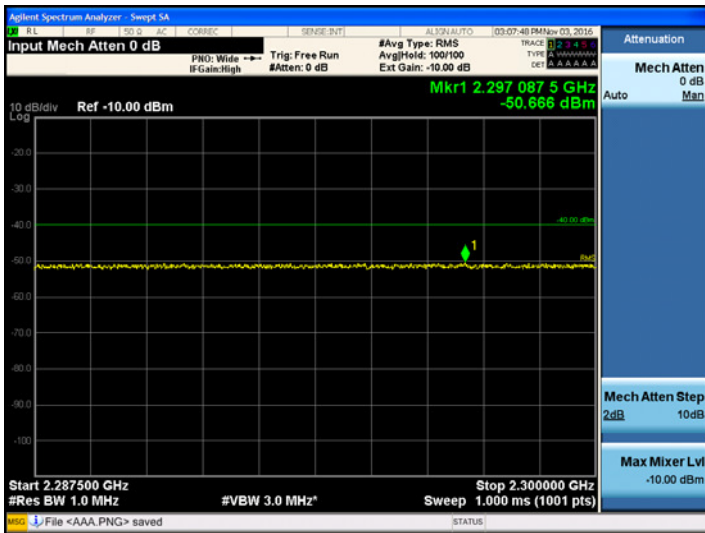 Agilent Spectrum Analyzer - Swept SA
RL RF 50 Ω AC CORREC SENSE:INT ALIGNAUTO 03:07:48 PM Nov 03, 2016
Input Mech Atten 0 dB
PNO: Wide
IFGain:High
Trig: Free Run
#Atten: 0 dB
#Avg Type: RMS
Avg|Hold: 100/100
Ext Gain: -10.00 dB
TRACE 1 2 3 4 5 6
TYPE A WWWWW
DET A A A A A A
Mkr1 2.297 087 5 GHz
-50.666 dBm
10 dB/div Ref -10.00 dBm
Log
-20.0
-30.0
-40.0
-40.00 dBm
1
-50.0
RMS
-60.0
-70.0
-80.0
-90.0
-100
Start 2.287500 GHz Stop 2.300000 GHz
#Res BW 1.0 MHz #VBW 3.0 MHz* Sweep 1.000 ms (1001 pts)
MSG File <AAA.PNG> saved STATUS
Attenuation
Mech Atten
0 dB
Auto Man
Mech Atten Step
2dB 10dB
Max Mixer Lvl
-10.00 dBm